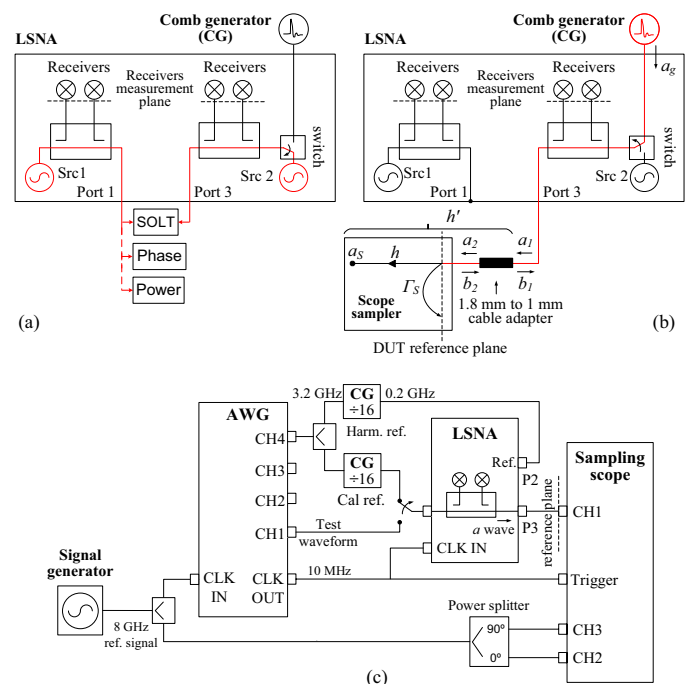 Comb generator
(CG)
LSNA
Receivers
Receivers
Receivers
measurement
plane
Src1
Port 1
Port 3
Src 2
switch
SOLT
Phase
Power
(a)
Comb generator
(CG)
LSNA
a_g
Receivers
Receivers
Receivers
measurement
plane
Src1
Port 1
Port 3
Src 2
switch
h′
a_S
h
a_2
a_1
b_2
b_1
Γ_S
Scope
sampler
1.8 mm to 1 mm
cable adapter
DUT reference plane
(b)
3.2 GHz
CG
÷16
0.2 GHz
Harm. ref.
AWG
CH4
CH3
CH2
CH1
CLK
IN
CLK
OUT
CG
÷16
Cal ref.
Test
waveform
10 MHz
LSNA
Ref.
P2
a wave
P3
CLK IN
reference plane
Sampling
scope
CH1
Trigger
CH3
CH2
Signal
generator
8 GHz
ref. signal
Power splitter
90º
0º
(c)